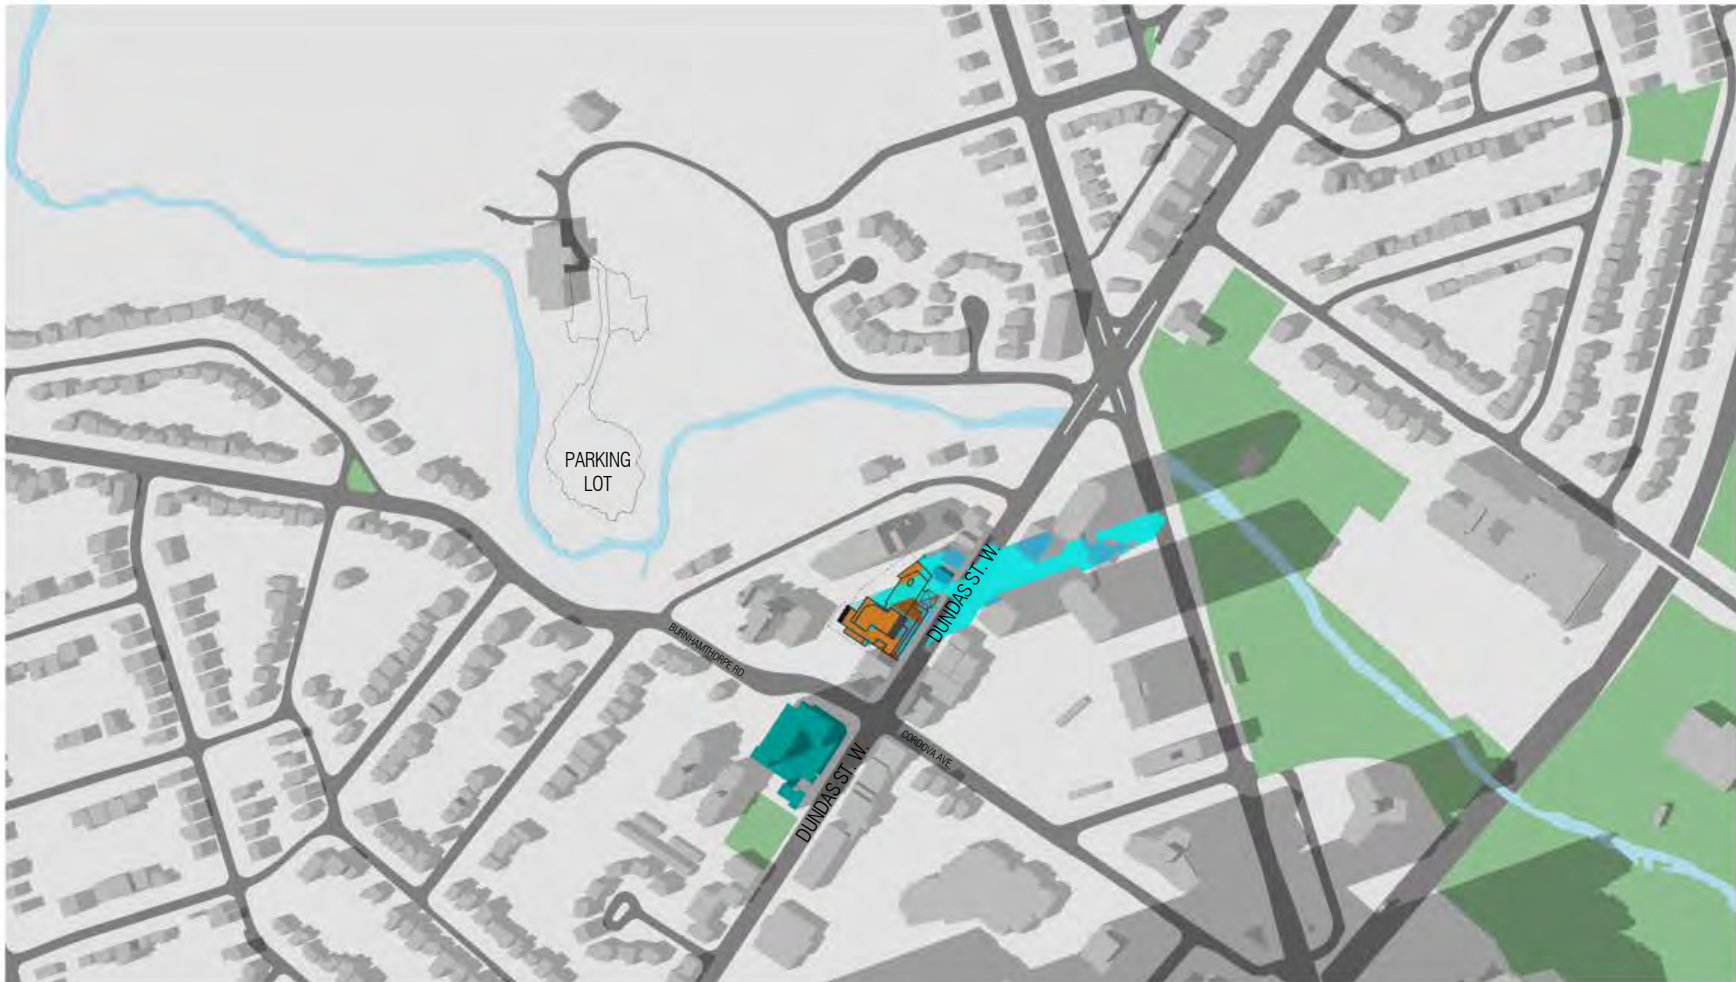 PARKING
LOT
DUNDAS ST. W.
BURNHAMTHORPE RD.
CORDOVA AVE.
DUNDAS ST. W.